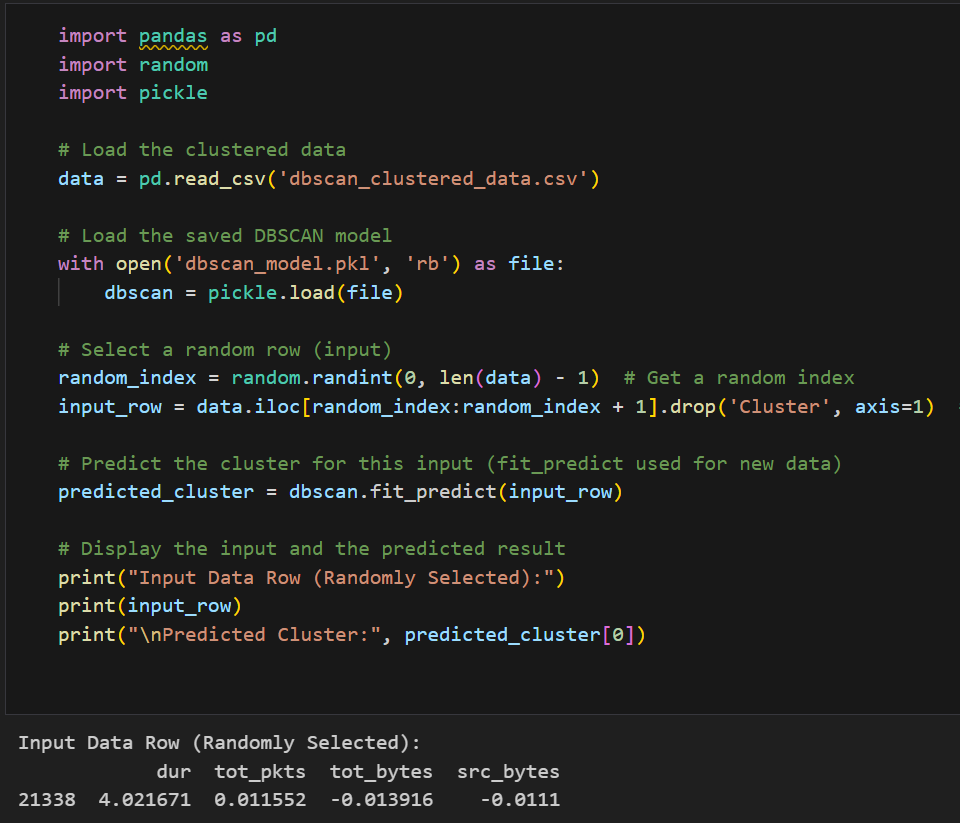 import pandas as pd
import random
import pickle
# Load the clustered data
data = pd.read_csv('dbscan_clustered_data.csv')
# Load the saved DBSCAN model
with open('dbscan_model.pkl', 'rb') as file:
    dbscan = pickle.load(file)
# Select a random row (input)
random_index = random.randint(0, len(data) - 1)  # Get a random index
input_row = data.iloc[random_index:random_index + 1].drop('Cluster', axis=1)
# Predict the cluster for this input (fit_predict used for new data)
predicted_cluster = dbscan.fit_predict(input_row)
# Display the input and the predicted result
print("Input Data Row (Randomly Selected):")
print(input_row)
print("\nPredicted Cluster:", predicted_cluster[0])
Input Data Row (Randomly Selected):
            dur  tot_pkts  tot_bytes  src_bytes
21338  4.021671  0.011552  -0.013916    -0.0111